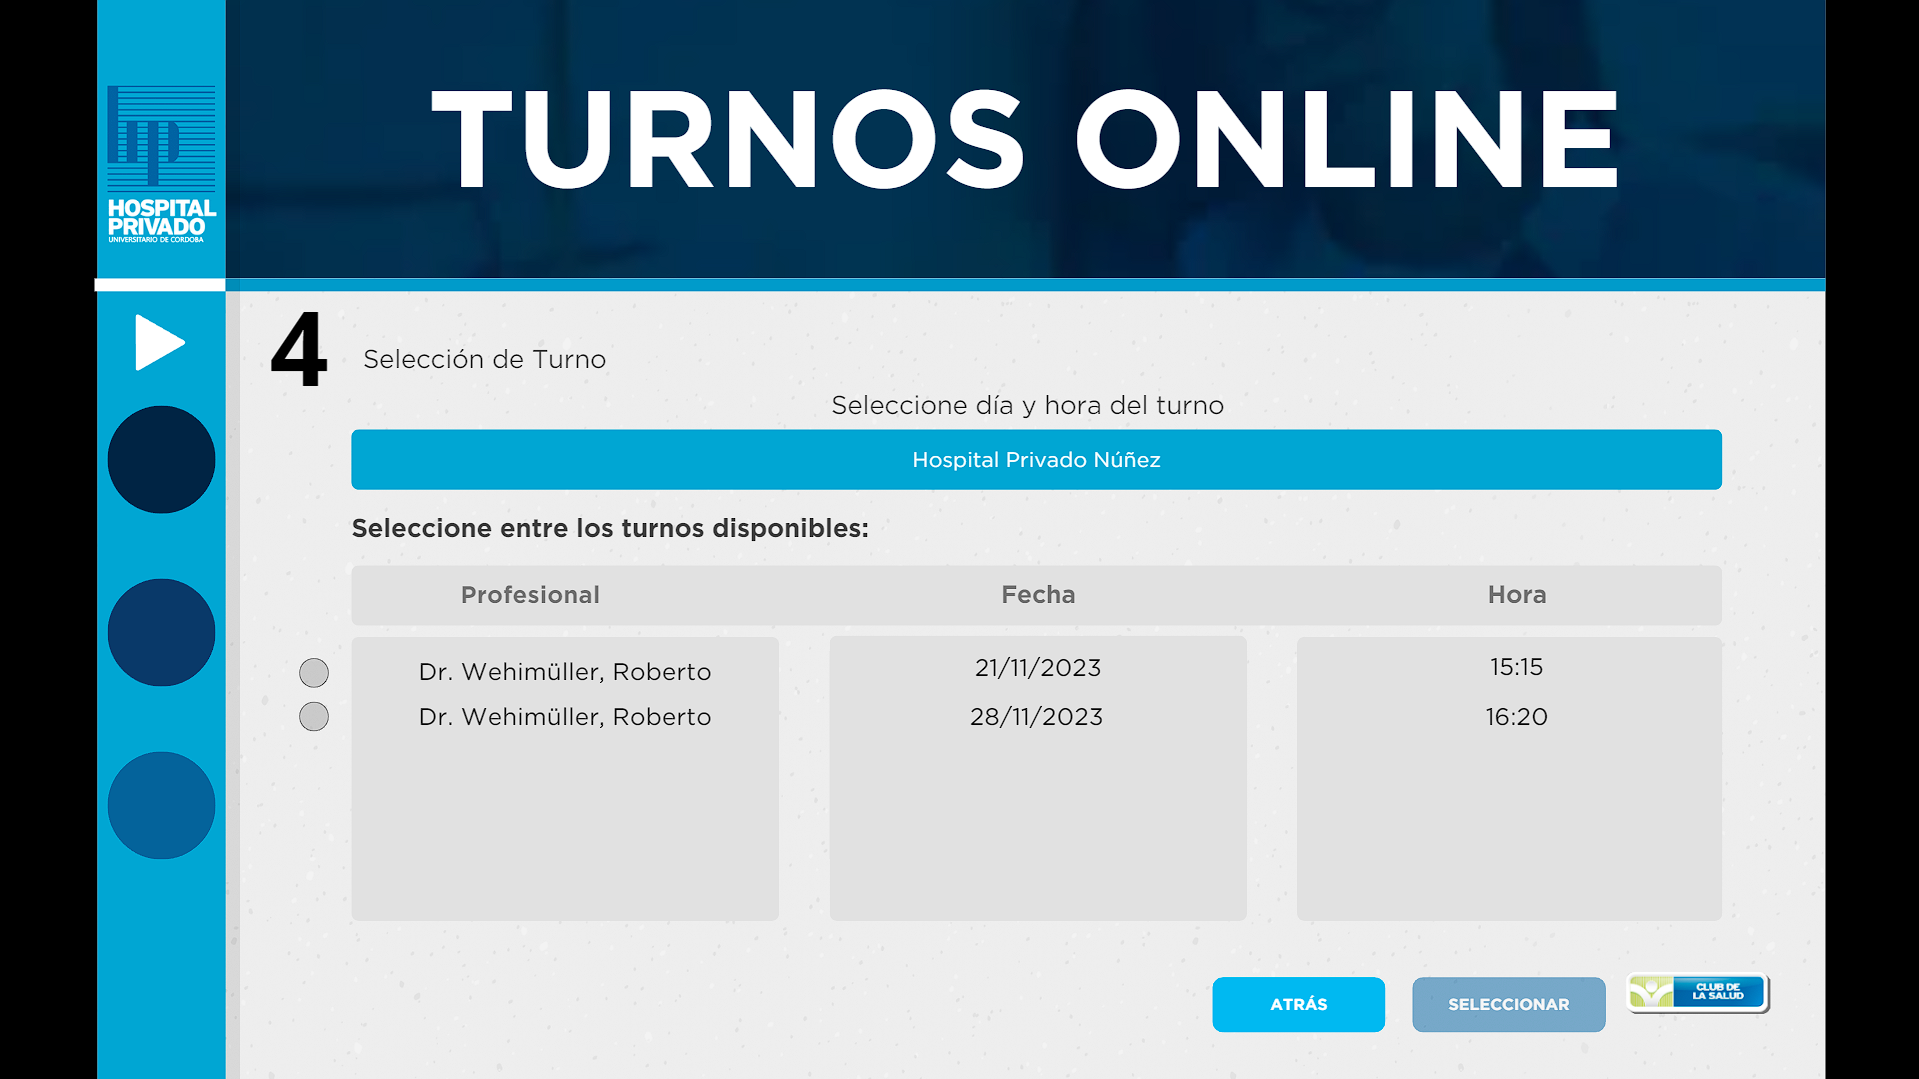 TURNOS ONLINE
HOSPITAL
PRIVADO
UNIVERSITARIO DE CORDOBA
4
Selección de Turno
Seleccione día y hora del turno
Hospital Privado Núñez
Seleccione entre los turnos disponibles:
Profesional Fecha Hora
Dr. Wehimüller, Roberto 21/11/2023 15:15
Dr. Wehimüller, Roberto 28/11/2023 16:20
ATRÁS
SELECCIONAR
CLUB DE
LA SALUD